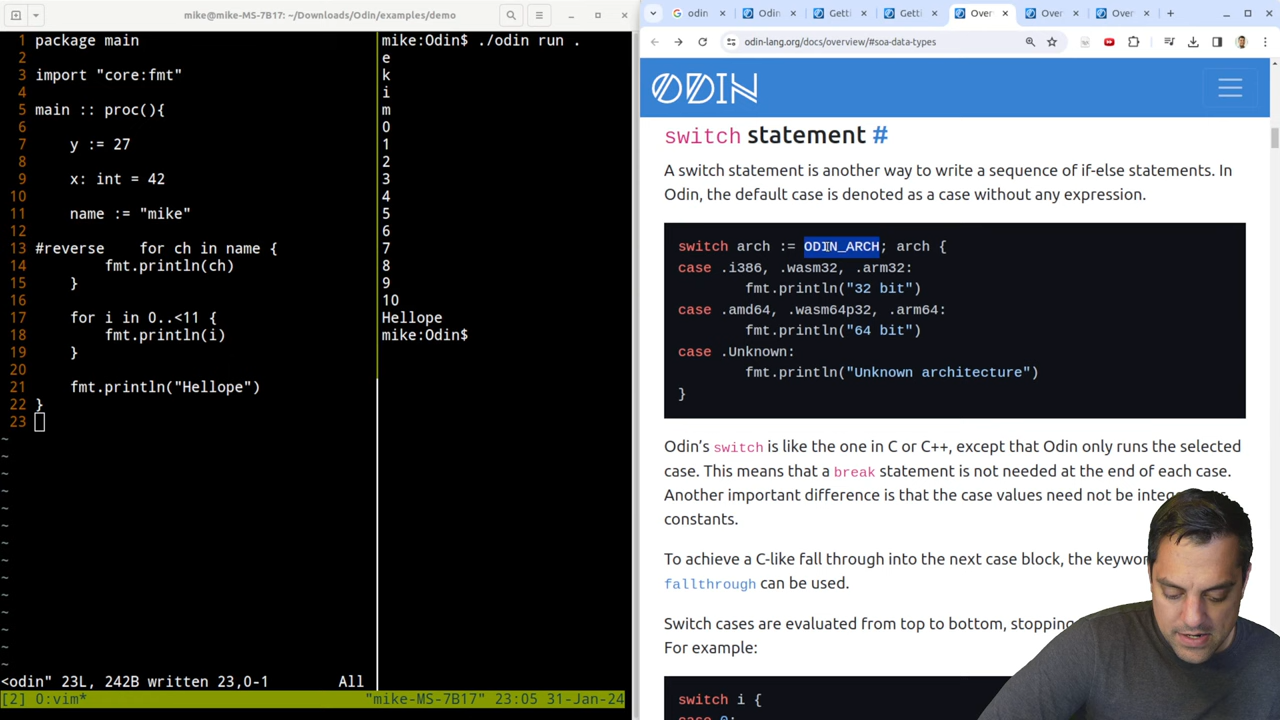 mike@mike-MS-7B17: ~/Downloads/Odin/examples/demo
1 package main
2
3 import "core:fmt"
4
5 main :: proc(){
6
7 y := 27
8
9 x: int = 42
10
11 name := "mike"
12
13 #reverse for ch in name {
14 fmt.println(ch)
15 }
16
17 for i in 0..<11 {
18 fmt.println(i)
19 }
20
21 fmt.println("Hellope")
22 }
23
~
~
~
~
~
~
~
~
~
~
~
~
~
~
<odin" 23L, 242B written 23,0-1 All
[2] 0:vim* "mike-MS-7B17" 23:05 31-Jan-24
mike:Odin$ ./odin run .
e
k
i
m
0
1
2
3
4
5
6
7
8
9
10
Hellope
mike:Odin$
odin
Odin
Getti
Getti
Over
Over
Over
odin-lang.org/docs/overview/#soa-data-types
ODIN
switch statement #
A switch statement is another way to write a sequence of if-else statements. In
Odin, the default case is denoted as a case without any expression.
switch arch := ODIN_ARCH; arch {
case .i386, .wasm32, .arm32:
fmt.println("32 bit")
case .amd64, .wasm64p32, .arm64:
fmt.println("64 bit")
case .Unknown:
fmt.println("Unknown architecture")
}
Odin's switch is like the one in C or C++, except that Odin only runs the selected
case. This means that a break statement is not needed at the end of each case.
Another important difference is that the case values need not be
constants.
To achieve a C-like fall through into the next case block, the
fallthrough can be used.
Switch cases are evaluated from top to bottom, stopping
For example:
switch i {
case 0: